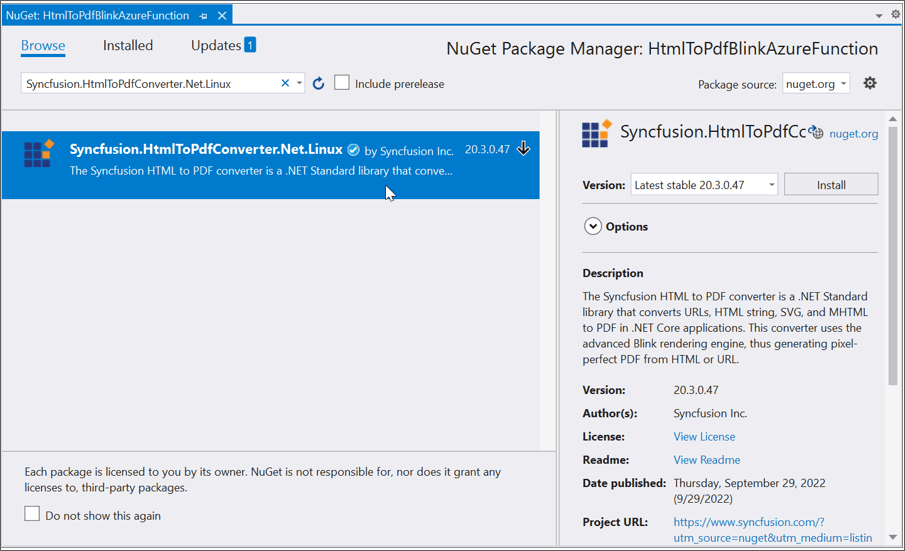 NuGet: HtmlToPdfBlinkAzureFunction
Browse Installed Updates 1
NuGet Package Manager: HtmlToPdfBlinkAzureFunction
Syncfusion.HtmlToPdfConverter.Net.Linux
Include prerelease
Package source: nuget.org
Syncfusion.HtmlToPdfConverter.Net.Linux by Syncfusion Inc. 20.3.0.47
The Syncfusion HTML to PDF converter is a .NET Standard library that conve...
Each package is licensed to you by its owner. NuGet is not responsible for, nor does it grant any
licenses to, third-party packages.
Do not show this again
Syncfusion.HtmlToPdfCc nuget.org
Version: Latest stable 20.3.0.47 Install
Options
Description
The Syncfusion HTML to PDF converter is a .NET Standard
library that converts URLs, HTML string, SVG, and MHTML
to PDF in .NET Core applications. This converter uses the
advanced Blink rendering engine, thus generating pixel-
perfect PDF from HTML or URL.
Version: 20.3.0.47
Author(s): Syncfusion Inc.
License: View License
Readme: View Readme
Date published: Thursday, September 29, 2022
(9/29/2022)
Project URL: https://www.syncfusion.com/?
utm_source=nuget&utm_medium=listin